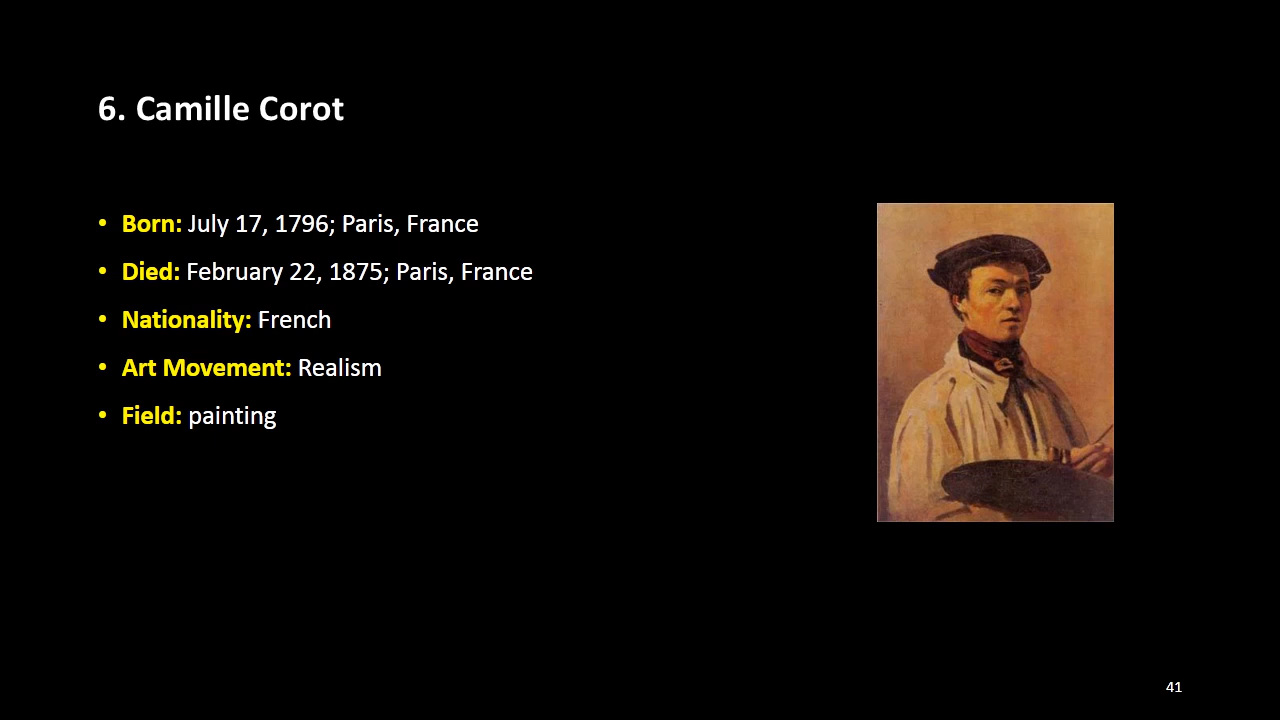 6. Camille Corot
• Born: July 17, 1796; Paris, France
• Died: February 22, 1875; Paris, France
• Nationality: French
• Art Movement: Realism
• Field: painting
41